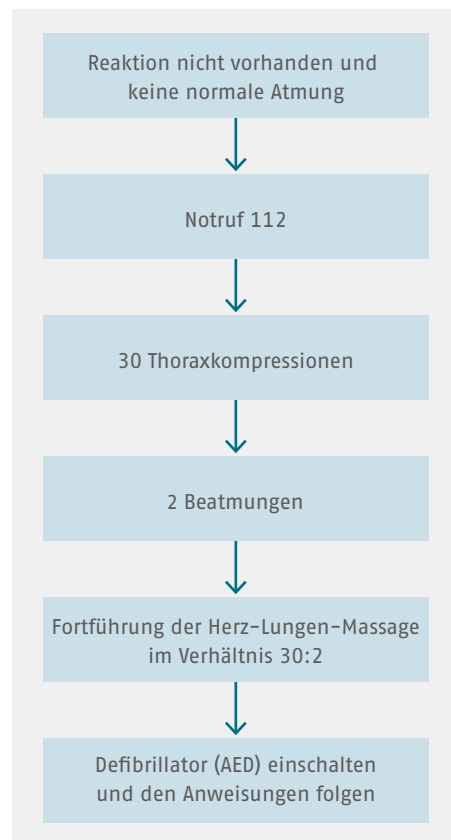 Reaktion nicht vorhanden und
keine normale Atmung
Notruf 112
30 Thoraxkompressionen
2 Beatmungen
Fortführung der Herz-Lungen-Massage
im Verhältnis 30:2
Defibrillator (AED) einschalten
und den Anweisungen folgen